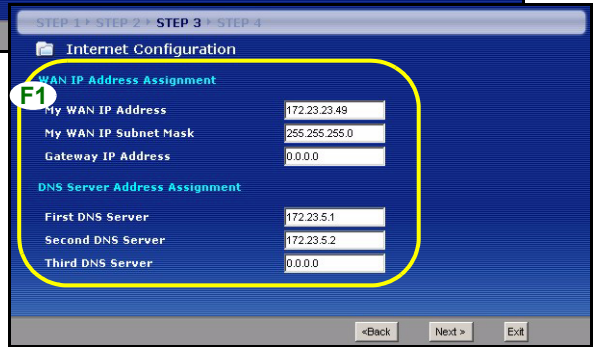 STEP 1 STEP 2 STEP 3 STEP 4
Internet Configuration
WAN IP Address Assignment
F1
My WAN IP Address 172.23.23.49
My WAN IP Subnet Mask 255.255.255.0
Gateway IP Address 0.0.0.0
DNS Server Address Assignment
First DNS Server 172.23.5.1
Second DNS Server 172.23.5.2
Third DNS Server 0.0.0.0
<Back Next > Exit